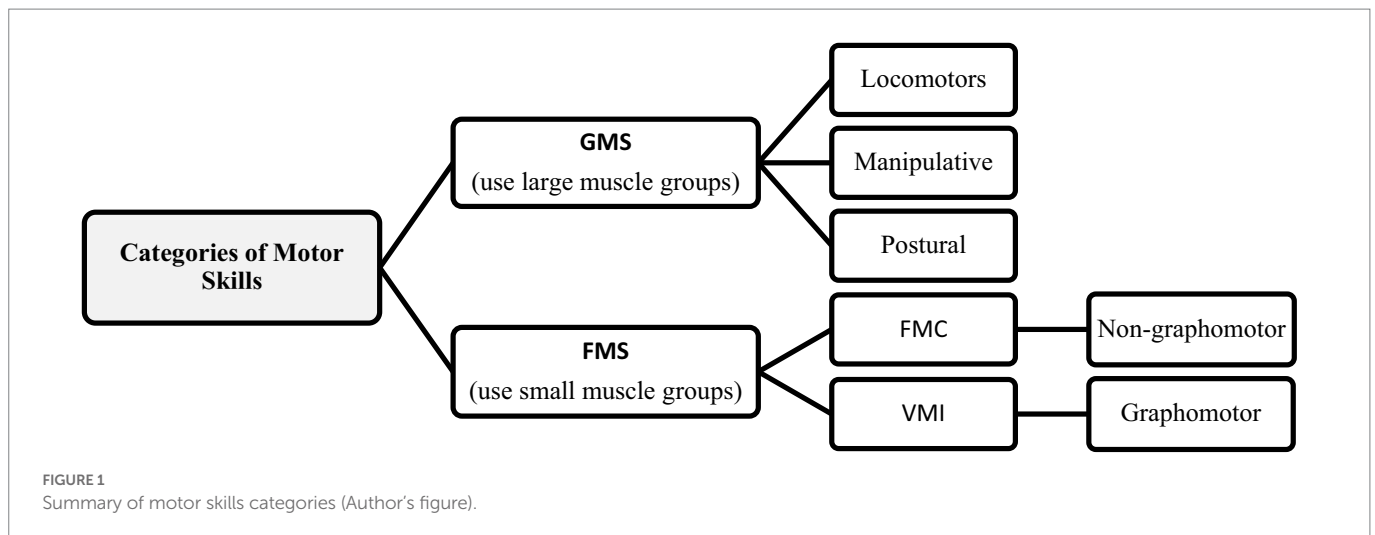 Categories of Motor
Skills
GMS
(use large muscle groups)
Locomotors
Manipulative
Postural
FMS
(use small muscle groups)
FMC
Non-graphomotor
VMI
Graphomotor
FIGURE 1
Summary of motor skills categories (Author's figure).